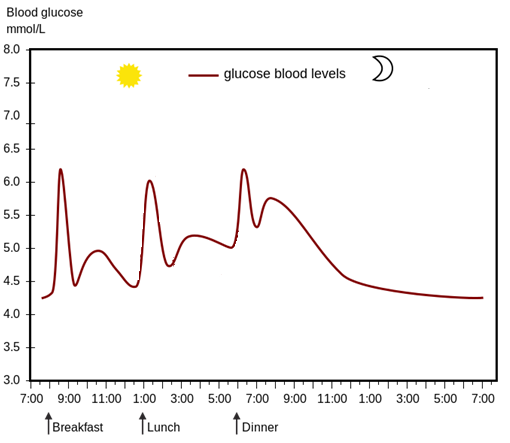 Blood glucose
mmol/L
8.0
7.5
7.0
6.5
6.0
5.5
5.0
4.5
4.0
3.5
3.0
glucose blood levels
7:00 9:00 11:00 1:00 3:00 5:00 7:00 9:00 11:00 1:00 3:00 5:00 7:00
Breakfast Lunch Dinner